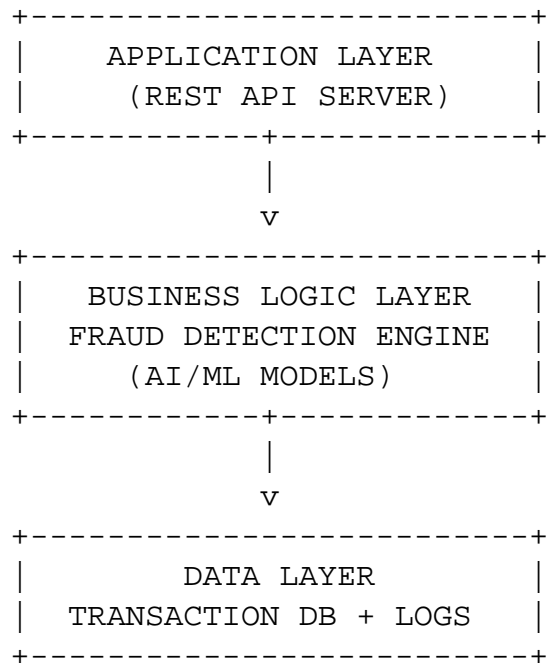 APPLICATION LAYER
(REST API SERVER)
v
BUSINESS LOGIC LAYER
FRAUD DETECTION ENGINE
(AI/ML MODELS)
v
DATA LAYER
TRANSACTION DB + LOGS